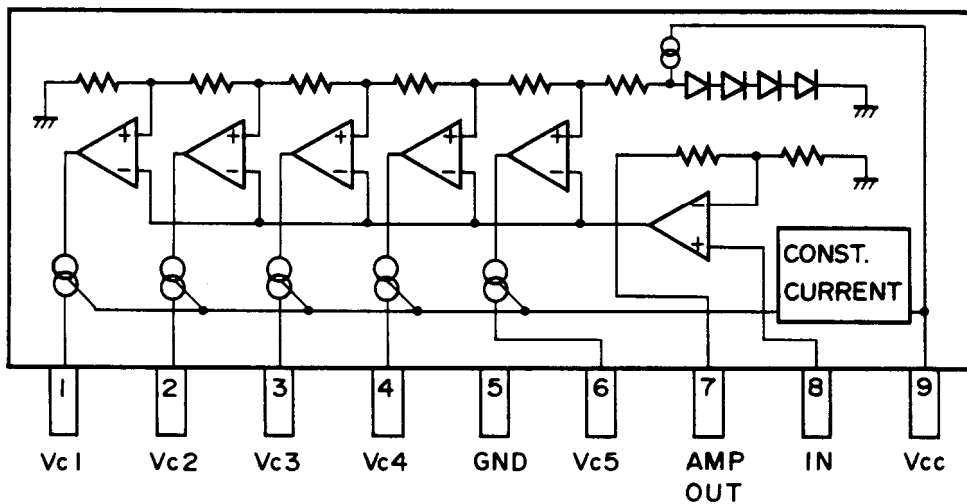 + + + + +
− − − − −
−
+
CONST.
CURRENT
1 2 3 4 5 6 7 8 9
Vc1 Vc2 Vc3 Vc4 GND Vc5 AMP OUT IN Vcc